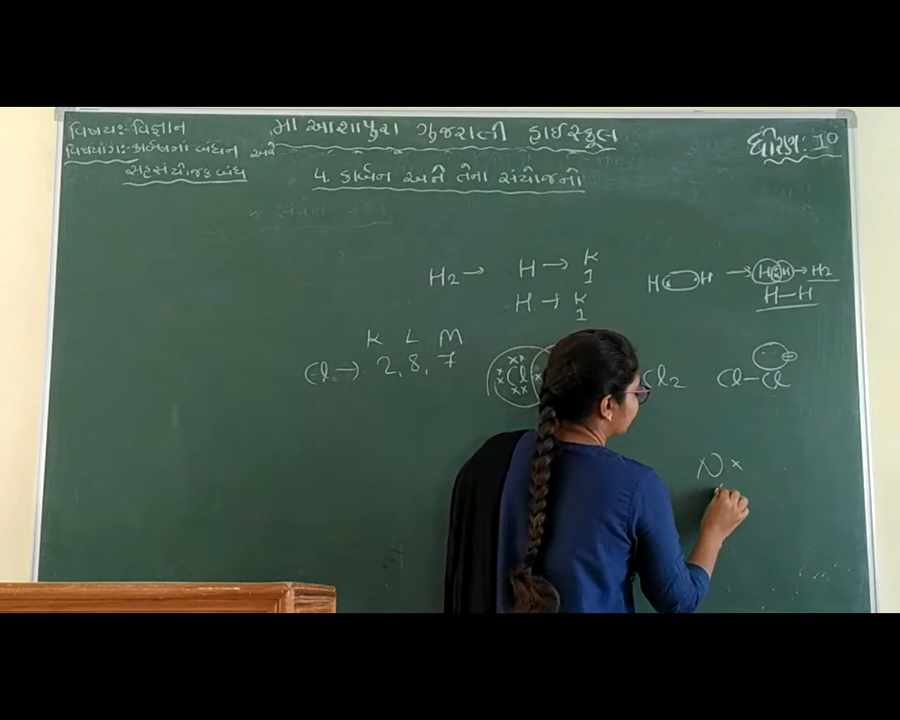 વિષય:- વિજ્ઞાન
વિષયાંગ:- કાર્બનમાં બંધન અને
સહસંયોજક બંધ
મા આશાપુરા ગુજરાતી હાઈસ્કૂલ
ધોરણ: 10
4. કાર્બન અને તેના સંયોજનો
H₂ → H → K
1
H → K
1
H H → H H → H₂
H—H
K L M
Cl → 2, 8, 7
Cl
Cl₂ Cl—Cl
N